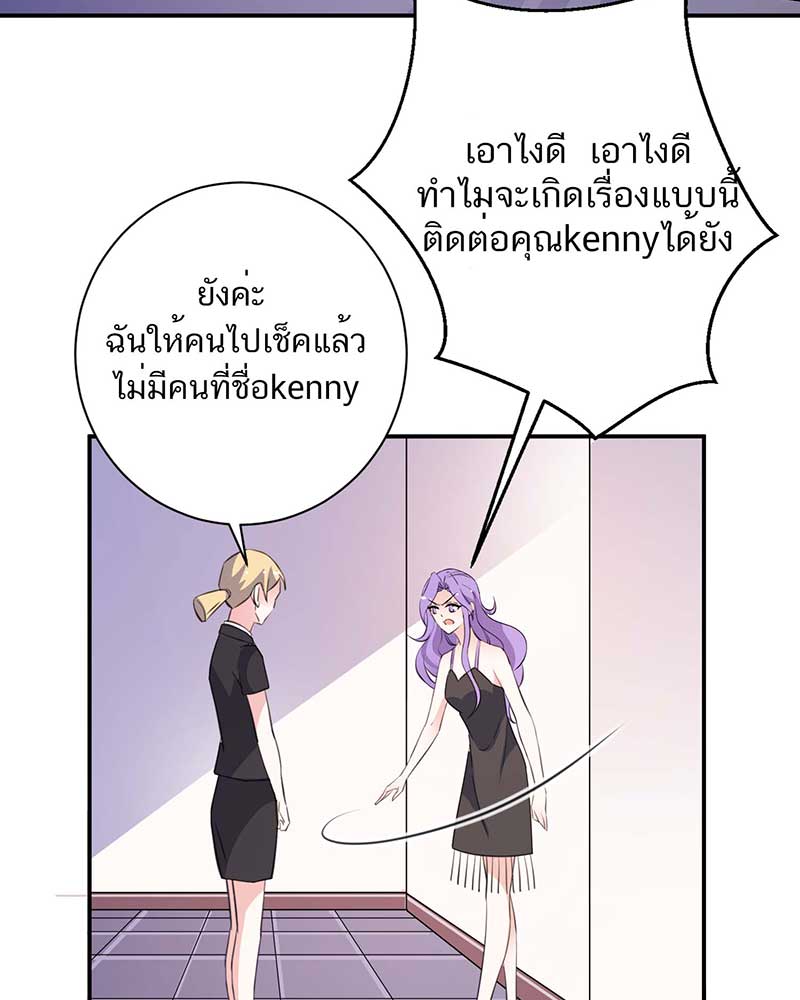 เอาไงดี เอาไงดี
ทำไมจะเกิดเรื่องแบบนี้
ติดต่อคุณkennyได้ยัง
ยังค่ะ
ฉันให้คนไปเช็คแล้ว
ไม่มีคนที่ชื่อkenny